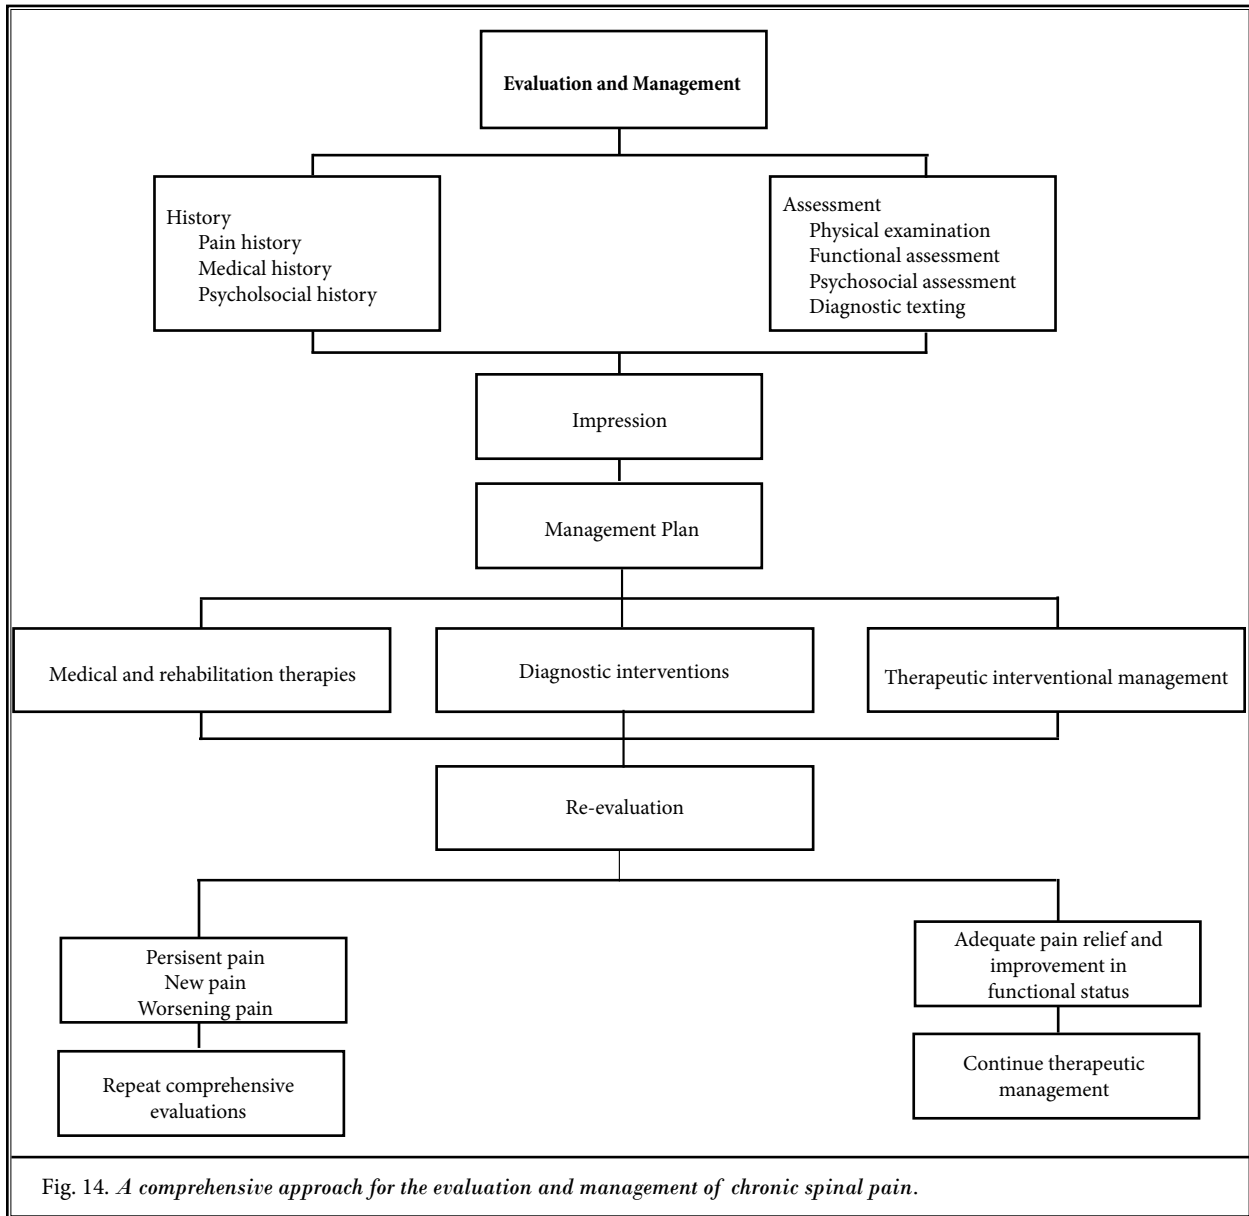 Evaluation and Management
History
Pain history
Medical history
Psycholsocial history
Assessment
Physical examination
Functional assessment
Psychosocial assessment
Diagnostic texting
Impression
Management Plan
Medical and rehabilitation therapies
Diagnostic interventions
Therapeutic interventional management
Re-evaluation
Persisent pain
New pain
Worsening pain
Adequate pain relief and
improvement in
functional status
Repeat comprehensive
evaluations
Continue therapeutic
management
Fig. 14. A comprehensive approach for the evaluation and management of chronic spinal pain.